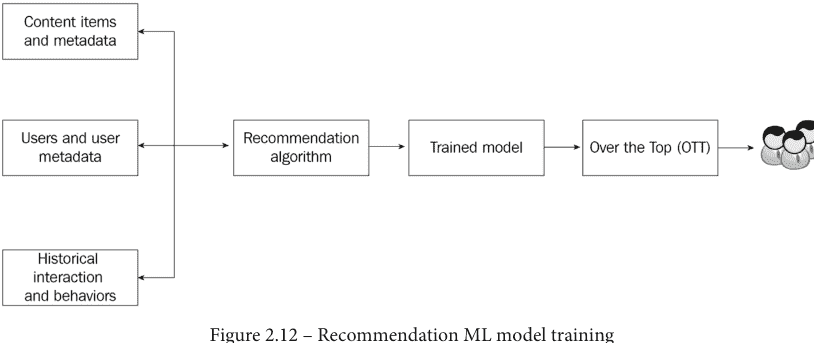 Content items
and metadata
Users and user
metadata
Recommendation
algorithm
Trained model
Over the Top (OTT)
Historical
interaction
and behaviors
Figure 2.12 – Recommendation ML model training